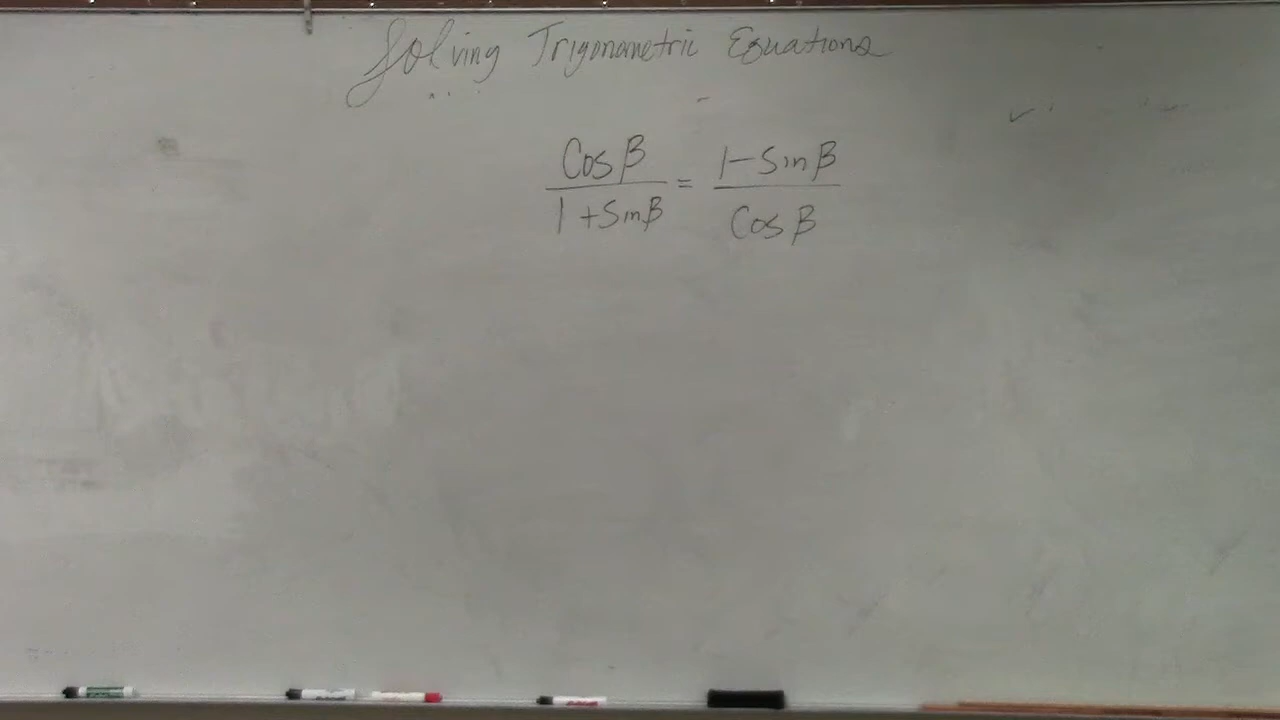 Solving Trigonometric Equations
Cos β / 1 + Sin β = 1 - Sin β / Cos β